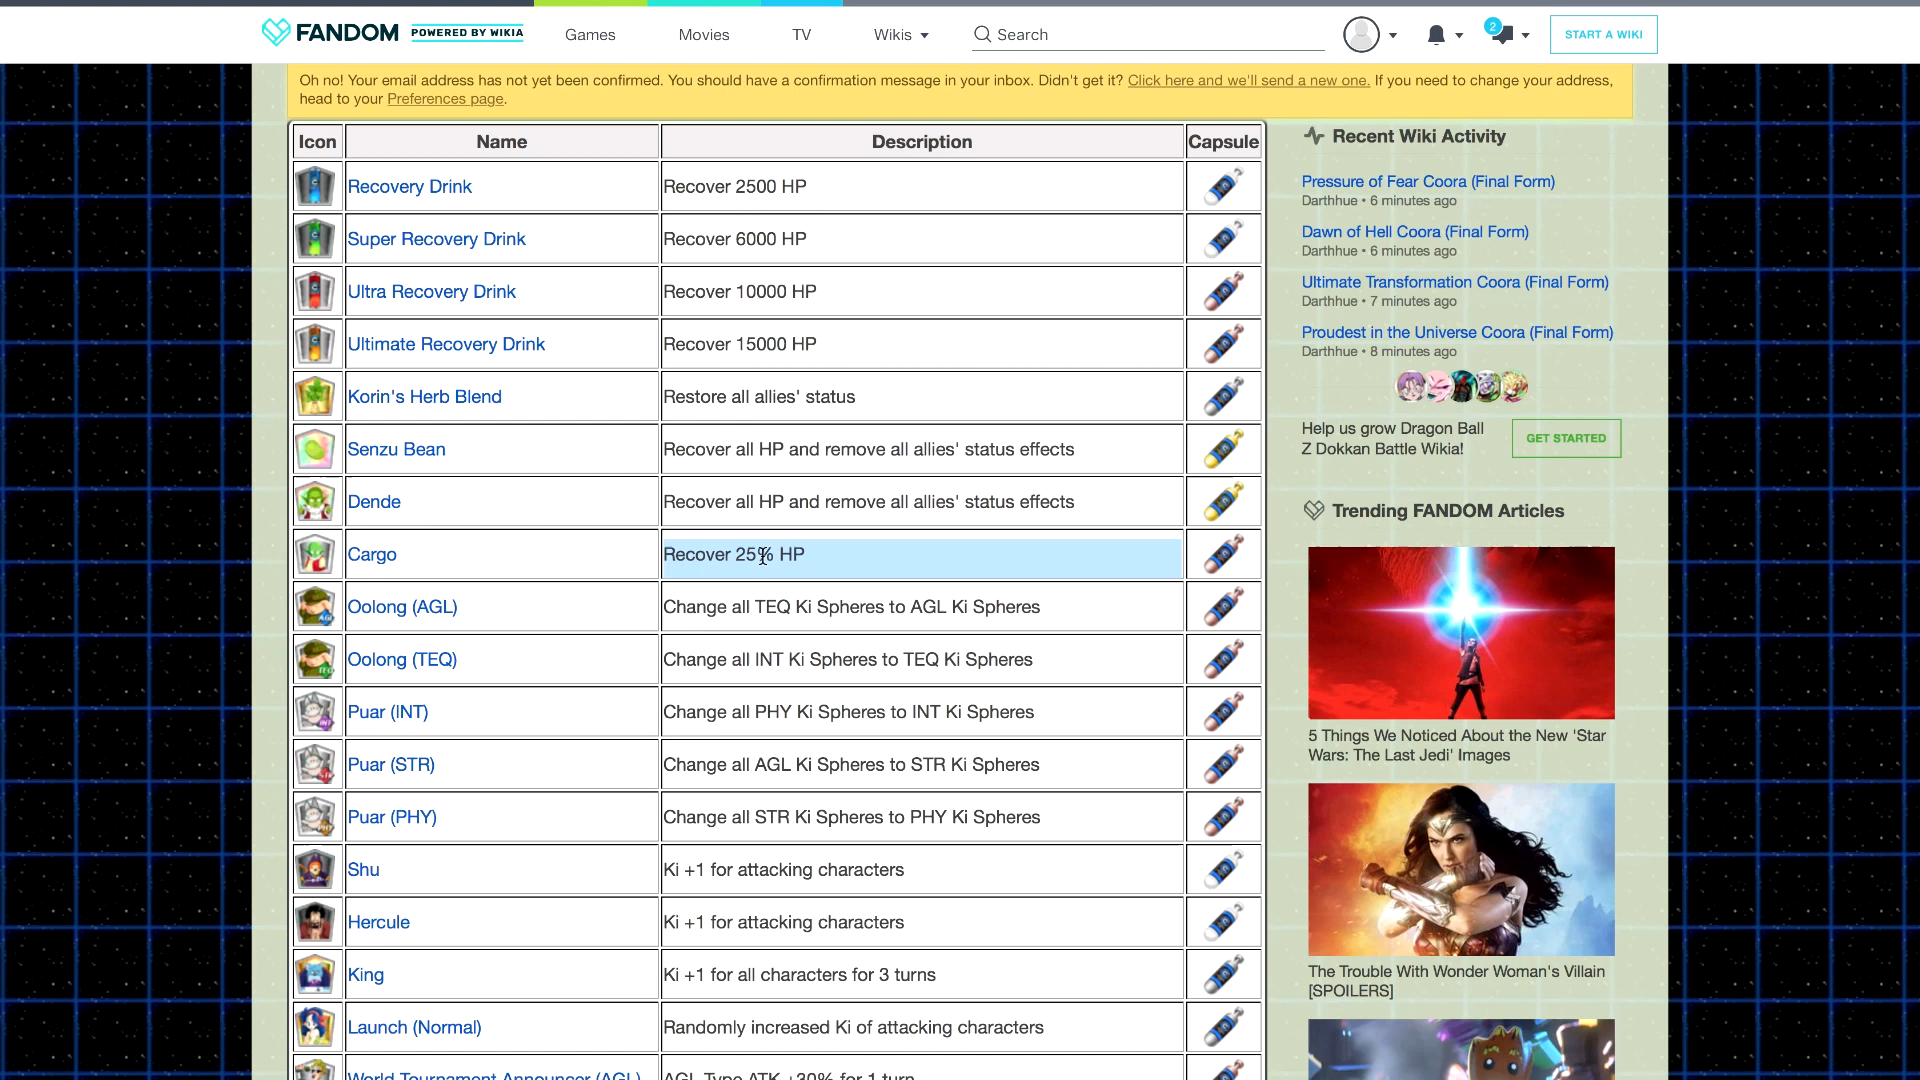 FANDOM POWERED BY WIKIA Games Movies TV Wikis Search 2 START A WIKI
Oh no! Your email address has not yet been confirmed. You should have a confirmation message in your inbox. Didn't get it? Click here and we'll send a new one. If you need to change your address,
head to your Preferences page.
Icon Name Description Capsule
Recovery Drink Recover 2500 HP
Super Recovery Drink Recover 6000 HP
Ultra Recovery Drink Recover 10000 HP
Ultimate Recovery Drink Recover 15000 HP
Korin's Herb Blend Restore all allies' status
Senzu Bean Recover all HP and remove all allies' status effects
Dende Recover all HP and remove all allies' status effects
Cargo Recover 25% HP
Oolong (AGL) Change all TEQ Ki Spheres to AGL Ki Spheres
Oolong (TEQ) Change all INT Ki Spheres to TEQ Ki Spheres
Puar (INT) Change all PHY Ki Spheres to INT Ki Spheres
Puar (STR) Change all AGL Ki Spheres to STR Ki Spheres
Puar (PHY) Change all STR Ki Spheres to PHY Ki Spheres
Shu Ki +1 for attacking characters
Hercule Ki +1 for attacking characters
King Ki +1 for all characters for 3 turns
Launch (Normal) Randomly increased Ki of attacking characters
World Tournament Announcer (AGL) AGL Type ATK +30% for 1 turn
Recent Wiki Activity
Pressure of Fear Coora (Final Form)
Darthhue • 6 minutes ago
Dawn of Hell Coora (Final Form)
Darthhue • 6 minutes ago
Ultimate Transformation Coora (Final Form)
Darthhue • 7 minutes ago
Proudest in the Universe Coora (Final Form)
Darthhue • 8 minutes ago
Help us grow Dragon Ball
Z Dokkan Battle Wikia!
GET STARTED
Trending FANDOM Articles
5 Things We Noticed About the New 'Star
Wars: The Last Jedi' Images
The Trouble With Wonder Woman's Villain
[SPOILERS]